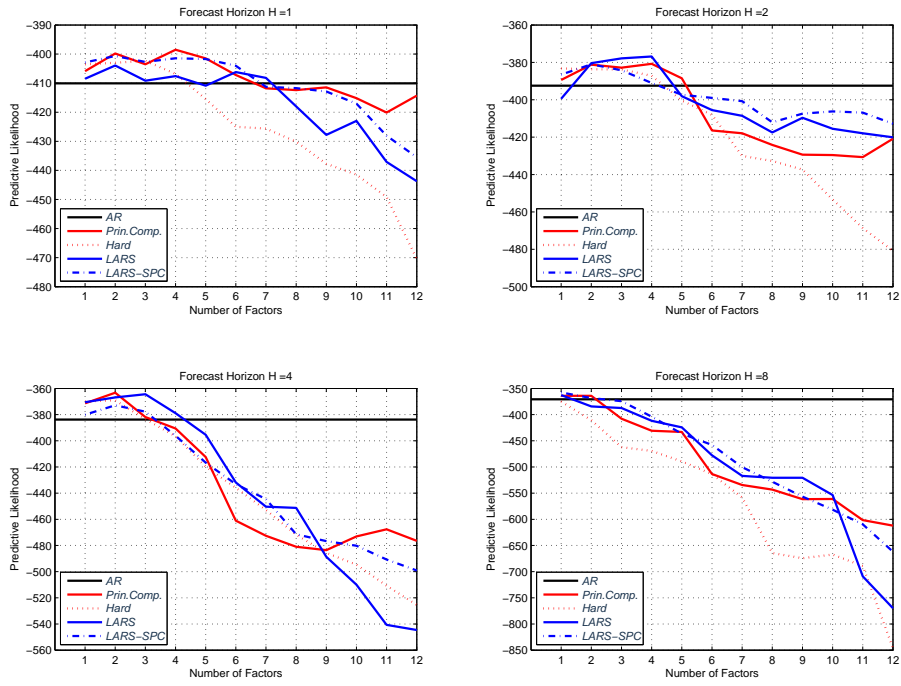 Forecast Horizon H =1
−390
−400
−410
−420
−430
−440
−450
−460
−470
−480
Predictive Likelihood
AR
Prin.Comp.
Hard
LARS
LARS−SPC
1 2 3 4 5 6 7 8 9 10 11 12
Number of Factors
Forecast Horizon H =2
−360
−380
−400
−420
−440
−460
−480
−500
Predictive Likelihood
AR
Prin.Comp.
Hard
LARS
LARS−SPC
1 2 3 4 5 6 7 8 9 10 11 12
Number of Factors
Forecast Horizon H =4
−360
−380
−400
−420
−440
−460
−480
−500
−520
−540
−560
Predictive Likelihood
AR
Prin.Comp.
Hard
LARS
LARS−SPC
1 2 3 4 5 6 7 8 9 10 11 12
Number of Factors
Forecast Horizon H =8
−350
−400
−450
−500
−550
−600
−650
−700
−750
−800
−850
Predictive Likelihood
AR
Prin.Comp.
Hard
LARS
LARS−SPC
1 2 3 4 5 6 7 8 9 10 11 12
Number of Factors